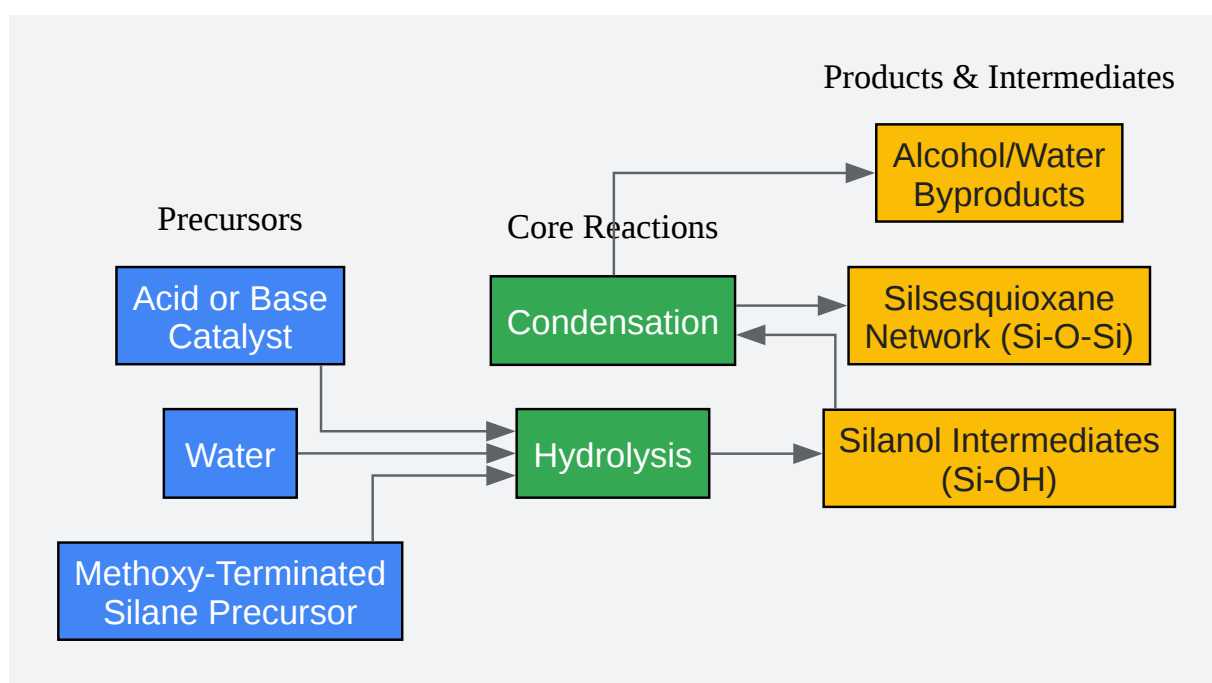 Products & Intermediates
Alcohol/Water
Byproducts
Precursors
Core Reactions
Acid or Base
Catalyst
Condensation
Silsesquioxane
Network (Si-O-Si)
Water
Hydrolysis
Silanol Intermediates
(Si-OH)
Methoxy-Terminated
Silane Precursor